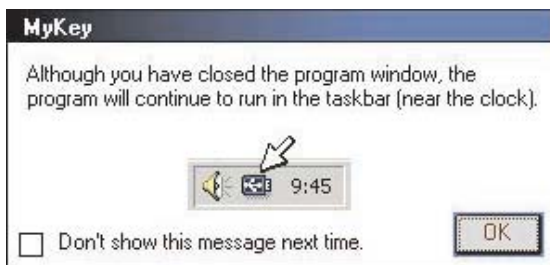 MyKey
Although you have closed the program window, the
program will continue to run in the taskbar (near the clock).
9:45
Don't show this message next time.
OK